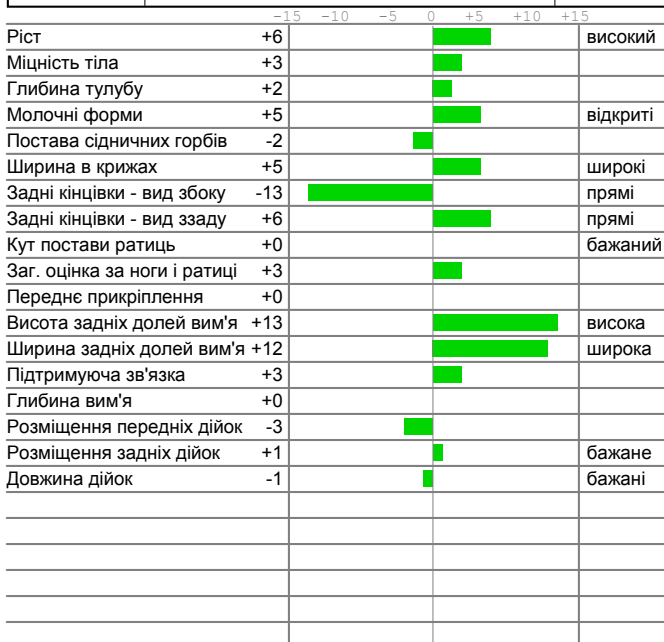 -15 -10 -5 0 +5 +10 +15
Ріст +6 високий
Міцність тіла +3
Глибина тулубу +2
Молочні форми +5 відкриті
Постава сідничних горбів -2
Ширина в крижах +5 широкі
Задні кінцівки - вид збоку -13 прямі
Задні кінцівки - вид ззаду +6 прямі
Кут постави ратиць +0 бажаний
Заг. оцінка за ноги і ратиці +3
Переднє прикріплення +0
Висота задніх долей вим'я +13 висока
Ширина задніх долей вим'я +12 широка
Підтримуюча зв'язка +3
Глибина вим'я +0
Розміщення передніх дійок -3
Розміщення задніх дійок +1 бажане
Довжина дійок -1 бажані